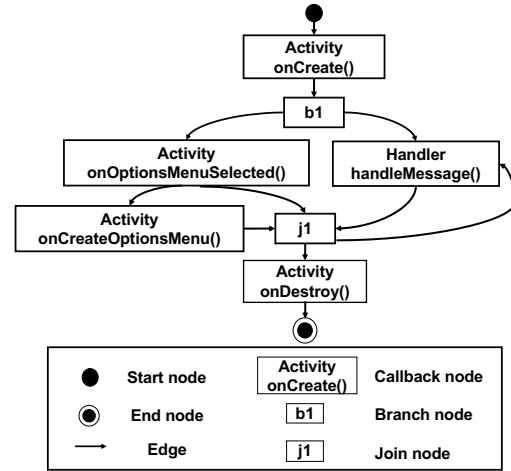 Activity
onCreate()
b1
Activity
onOptionsMenuSelected()
Handler
handleMessage()
Activity
onCreateOptionsMenu()
j1
Activity
onDestroy()
Start node
Activity
onCreate()
Callback node
End node
b1
Branch node
Edge
j1
Join node